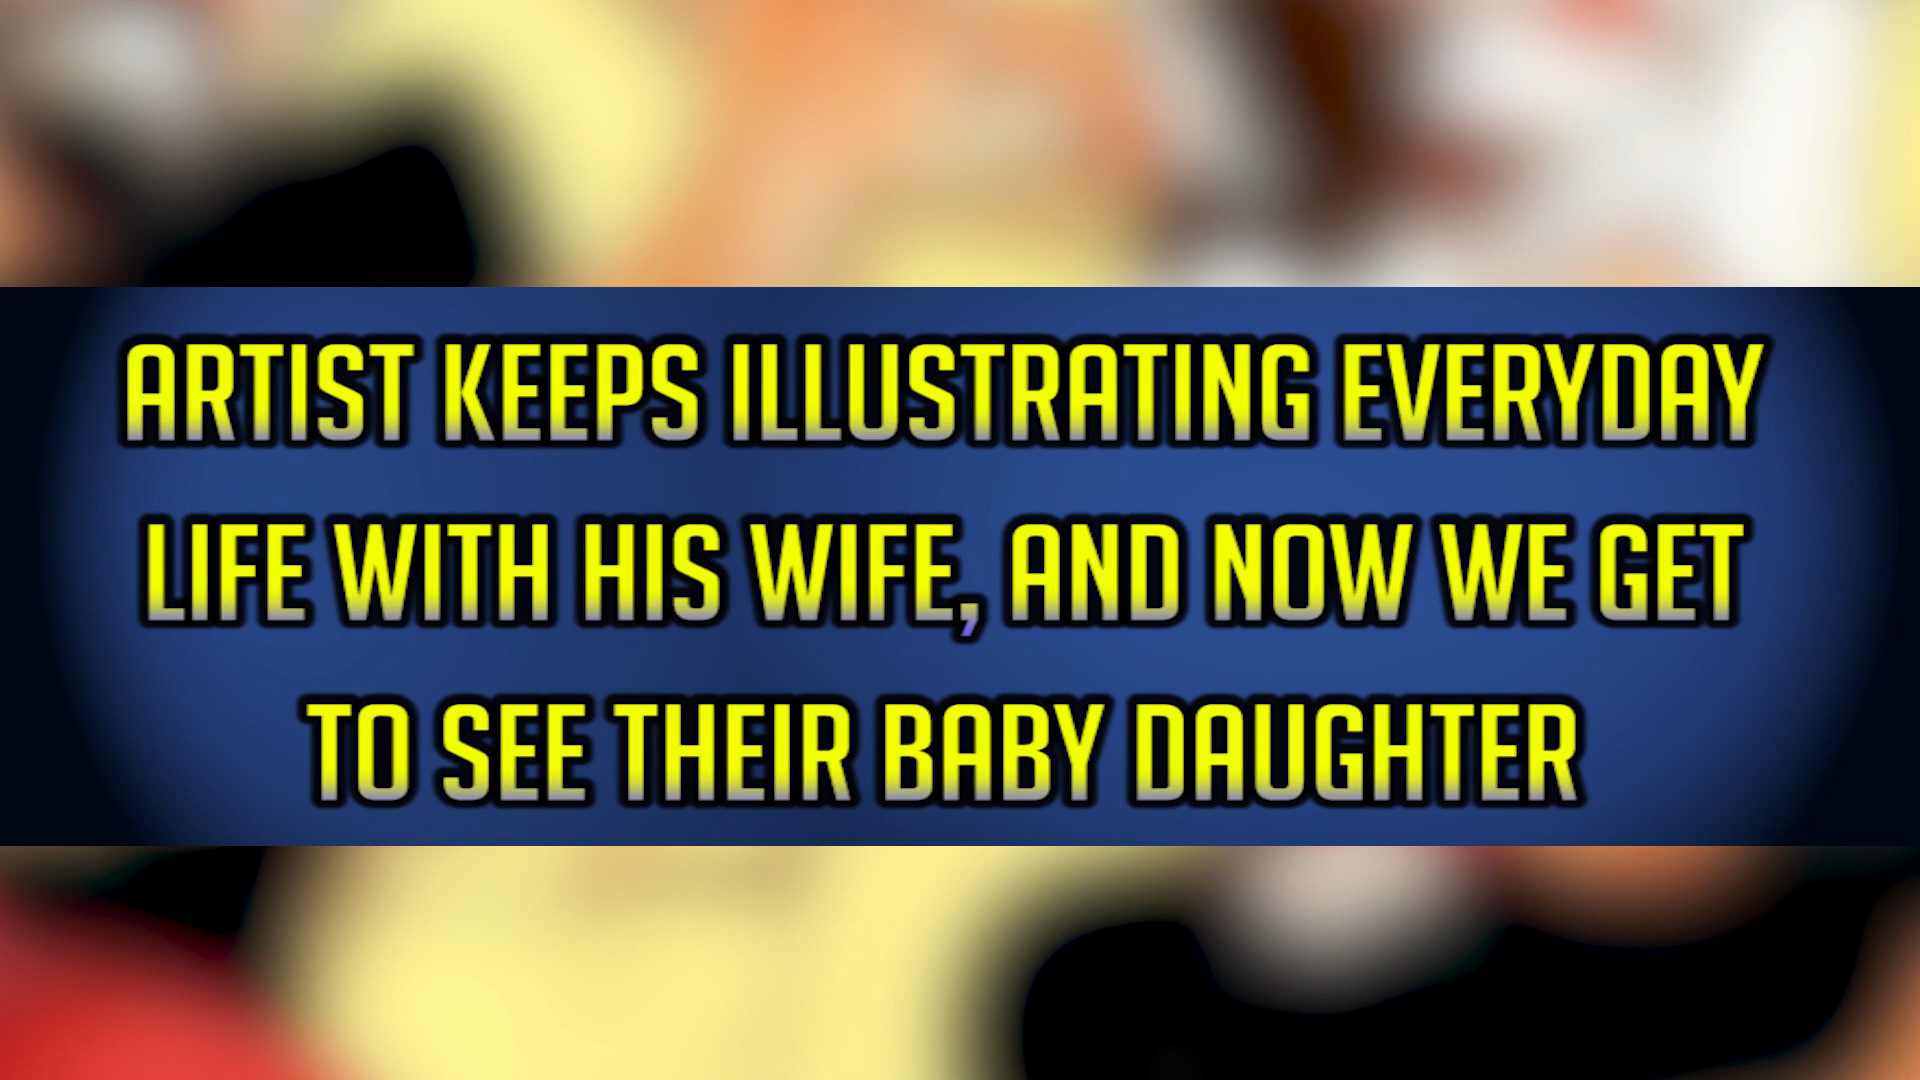 ARTIST KEEPS ILLUSTRATING EVERYDAY
LIFE WITH HIS WIFE, AND NOW WE GET
TO SEE THEIR BABY DAUGHTER